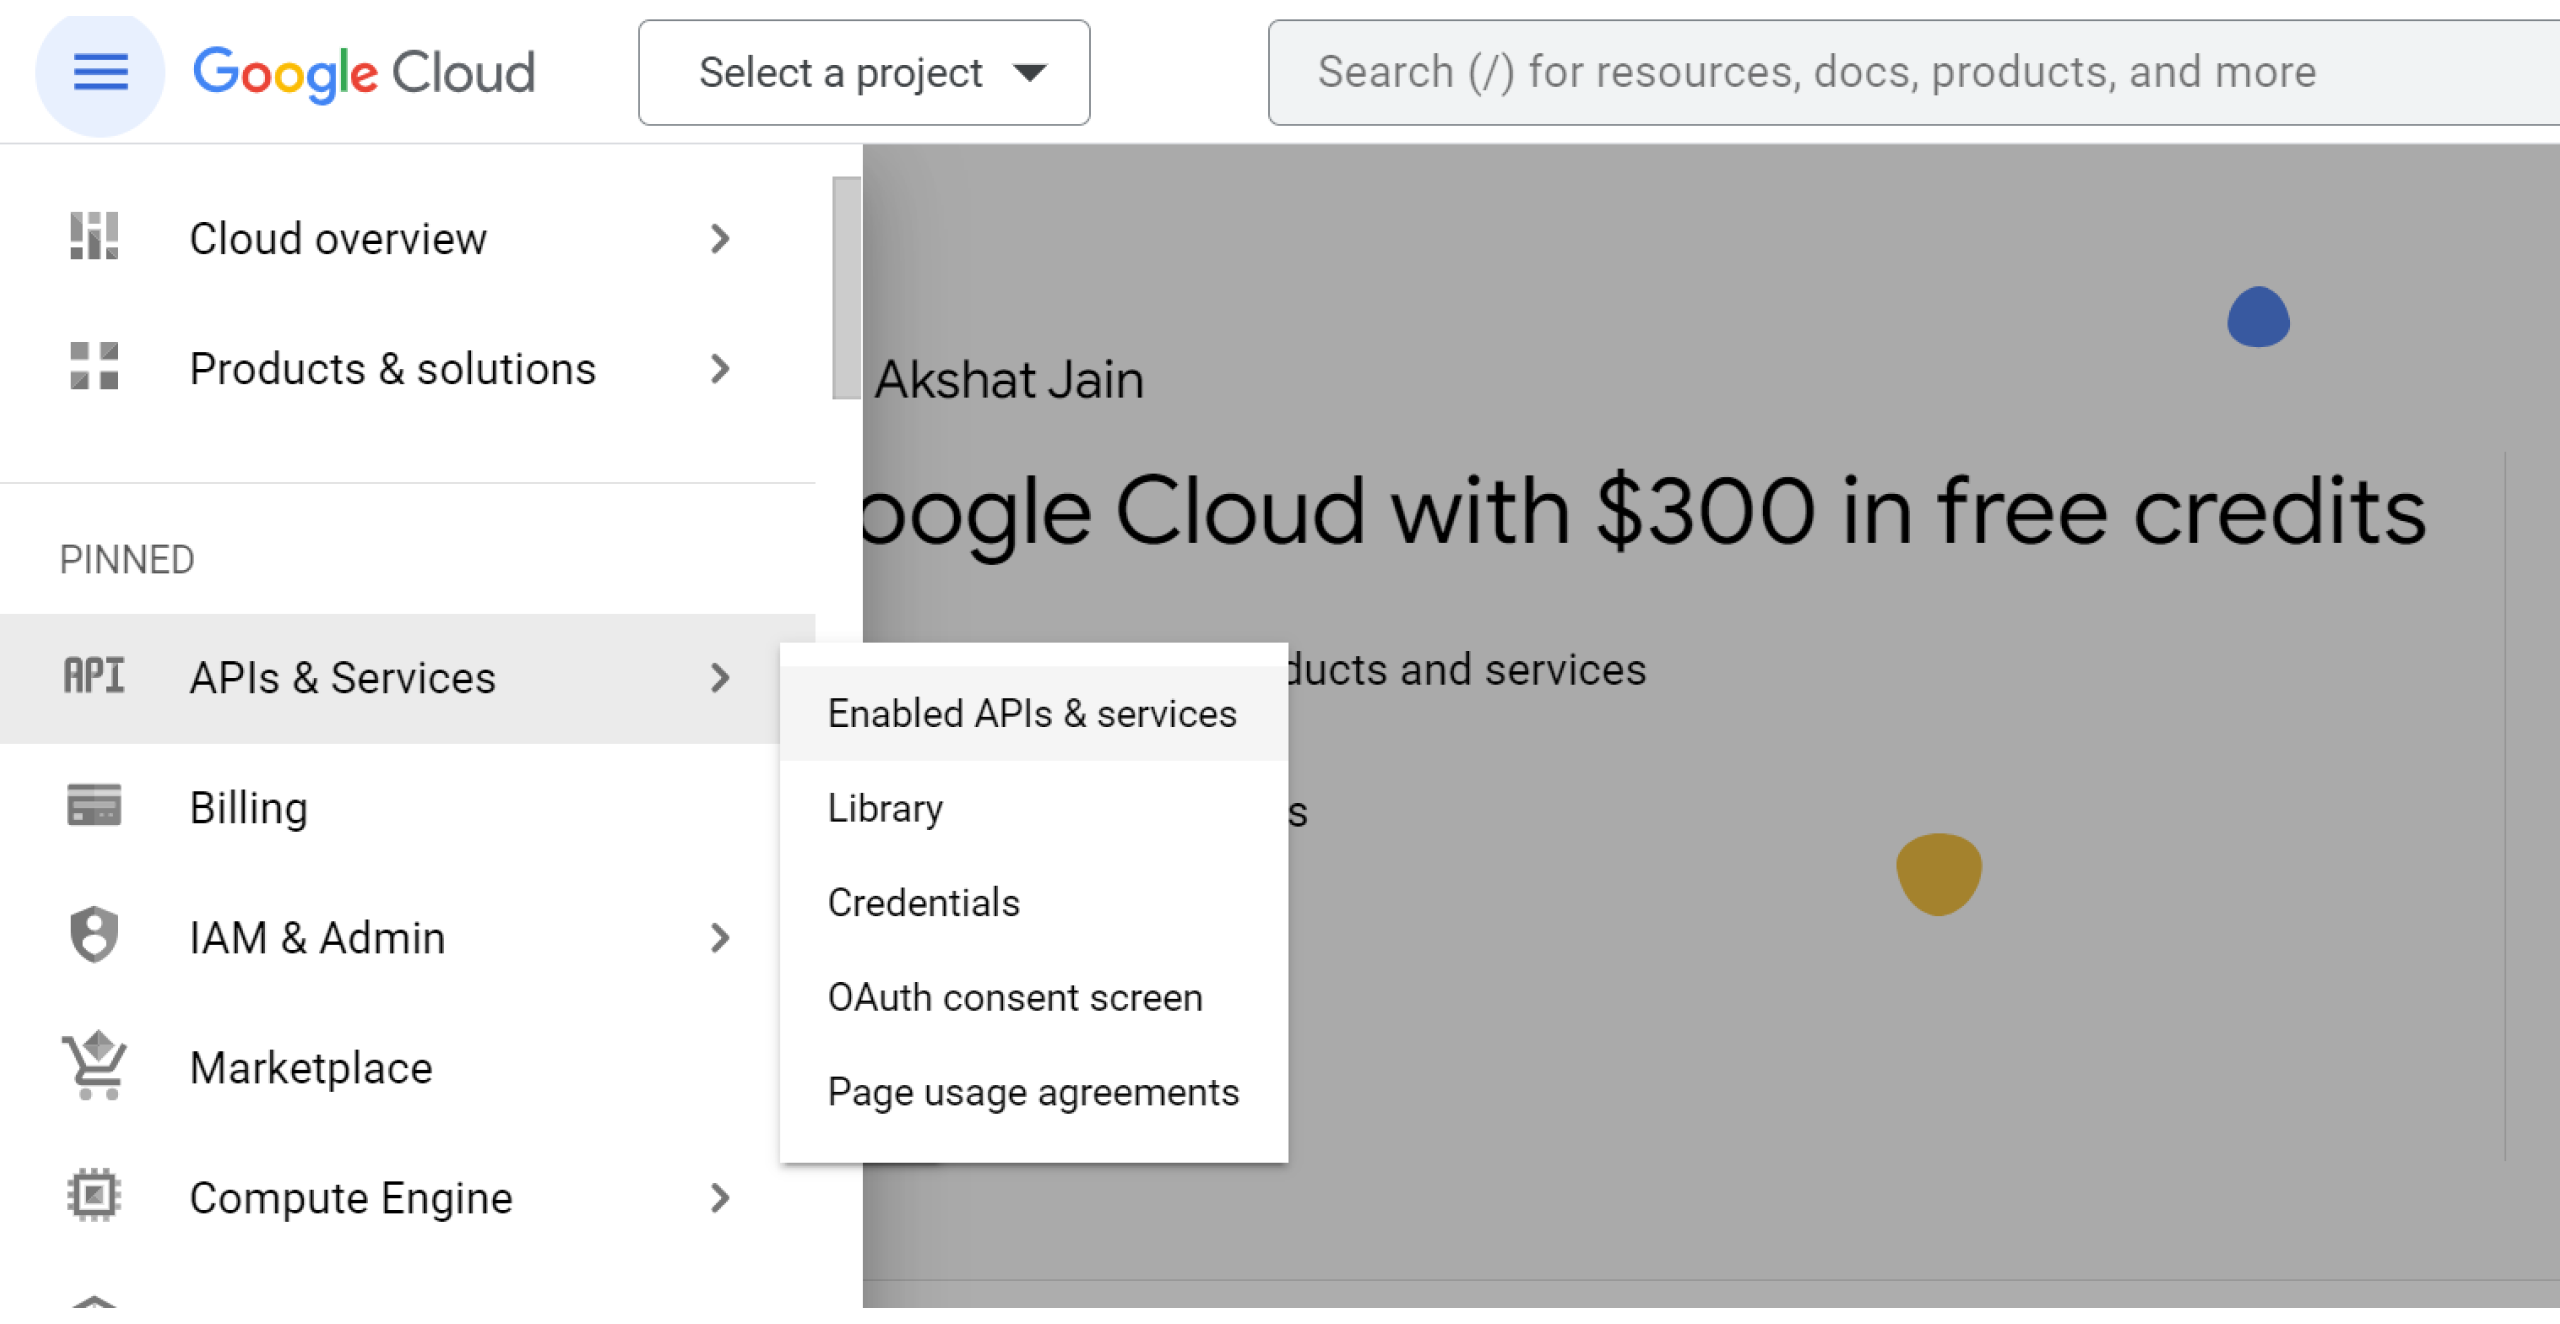 Google Cloud
Select a project
Search (/) for resources, docs, products, and more
Cloud overview
Products & solutions
PINNED
API APIs & Services
Billing
IAM & Admin
Marketplace
Compute Engine
Enabled APIs & services
Library
Credentials
OAuth consent screen
Page usage agreements
Akshat Jain
oogle Cloud with $300 in free credits
ducts and services
s